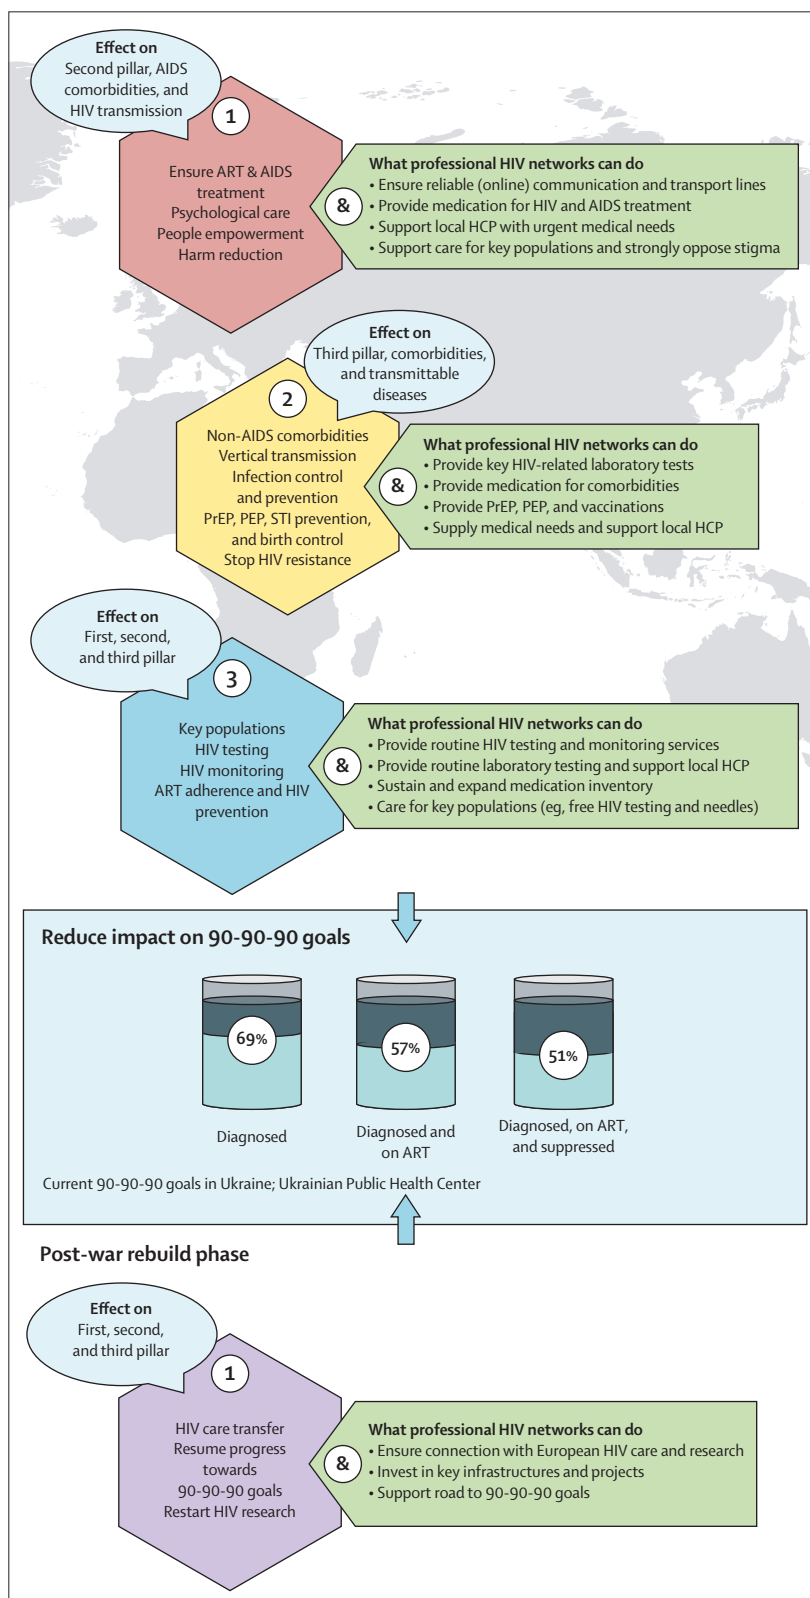 Effect on
Second pillar, AIDS
comorbidities, and
HIV transmission
1
Ensure ART & AIDS
treatment
Psychological care
People empowerment
Harm reduction
&
What professional HIV networks can do
• Ensure reliable (online) communication and transport lines
• Provide medication for HIV and AIDS treatment
• Support local HCP with urgent medical needs
• Support care for key populations and strongly oppose stigma
Effect on
Third pillar, comorbidities,
and transmittable
diseases
2
Non-AIDS comorbidities
Vertical transmission
Infection control
and prevention
PrEP, PEP, STI prevention,
and birth control
Stop HIV resistance
&
What professional HIV networks can do
• Provide key HIV-related laboratory tests
• Provide medication for comorbidities
• Provide PrEP, PEP, and vaccinations
• Supply medical needs and support local HCP
Effect on
First, second,
and third pillar
3
Key populations
HIV testing
HIV monitoring
ART adherence and HIV
prevention
&
What professional HIV networks can do
• Provide routine HIV testing and monitoring services
• Provide routine laboratory testing and support local HCP
• Sustain and expand medication inventory
• Care for key populations (eg, free HIV testing and needles)
Reduce impact on 90-90-90 goals
69%
57%
51%
Diagnosed
Diagnosed and
on ART
Diagnosed, on ART,
and suppressed
Current 90-90-90 goals in Ukraine; Ukrainian Public Health Center
Post-war rebuild phase
Effect on
First, second,
and third pillar
1
HIV care transfer
Resume progress
towards
90-90-90 goals
Restart HIV research
&
What professional HIV networks can do
• Ensure connection with European HIV care and research
• Invest in key infrastructures and projects
• Support road to 90-90-90 goals